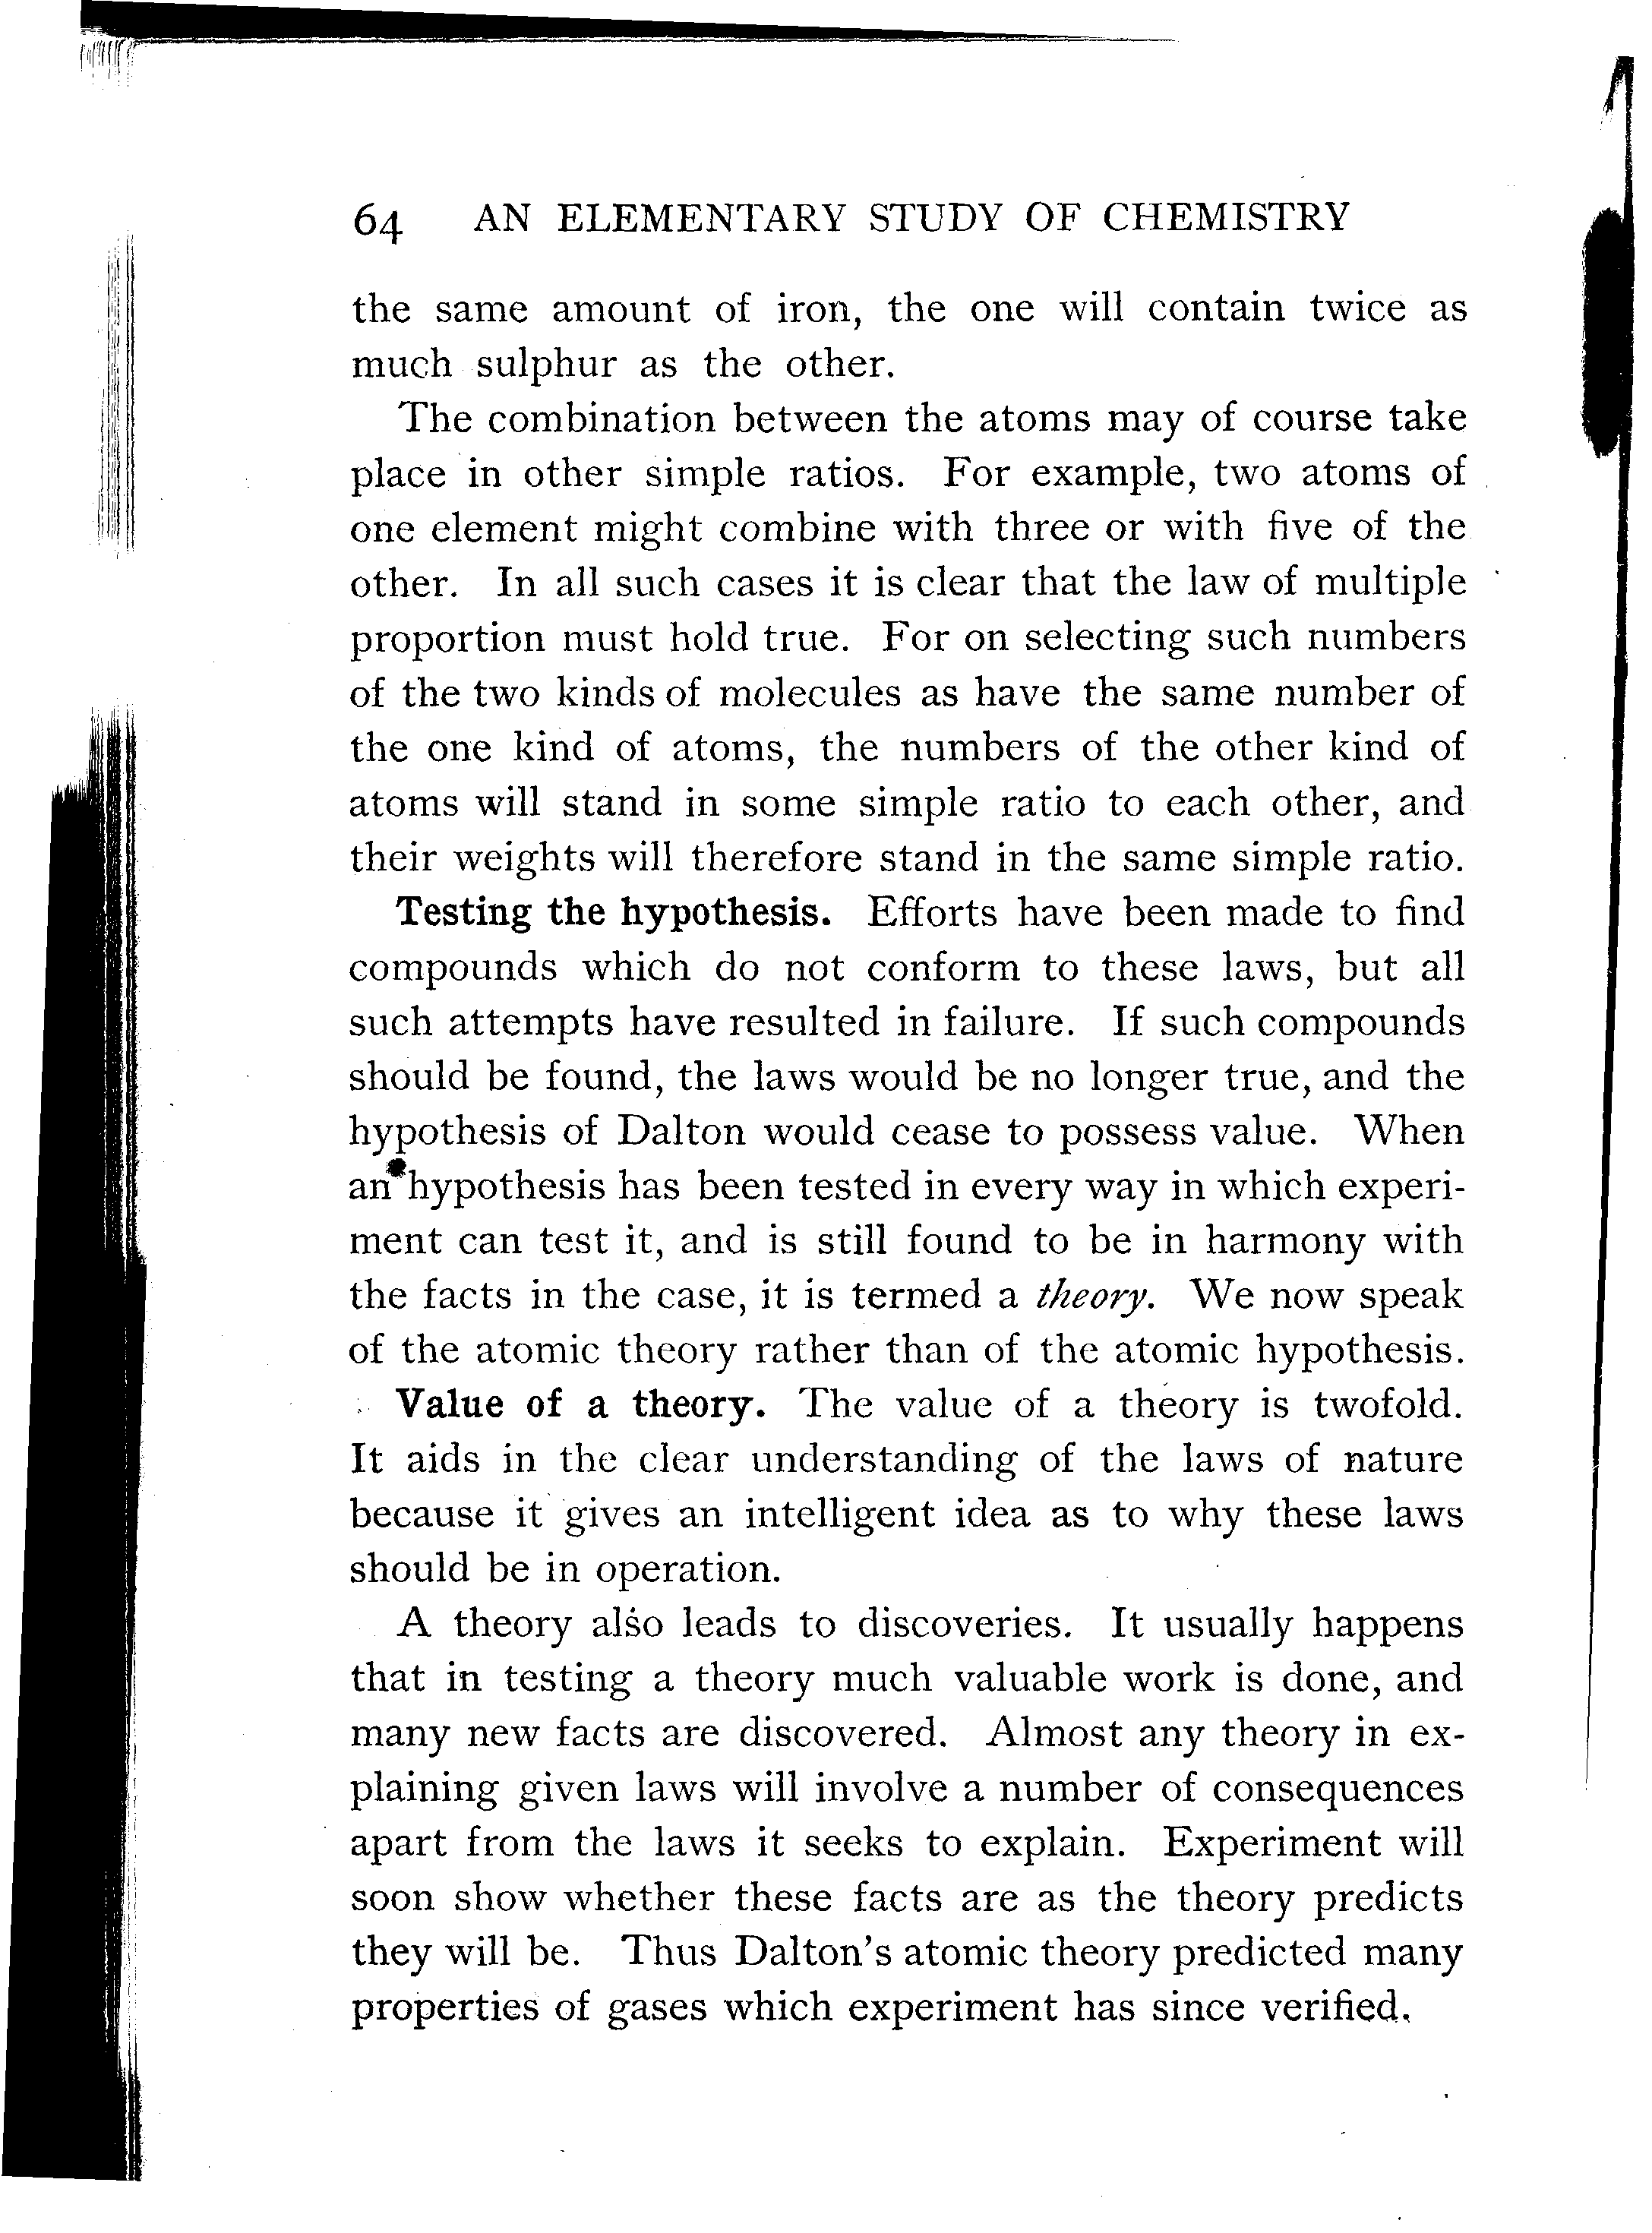 64 AN ELEMENTARY STUDY OF CHEMISTRY
the same amount of iron, the one will contain twice as
much sulphur as the other.
The combination between the atoms may of course take
place in other simple ratios. For example, two atoms of
one element might combine with three or with five of the
other. In all such cases it is clear that the law of multiple
proportion must hold true. For on selecting such numbers
of the two kinds of molecules as have the same number of
the one kind of atoms, the numbers of the other kind of
atoms will stand in some simple ratio to each other, and
their weights will therefore stand in the same simple ratio.
Testing the hypothesis. Efforts have been made to find
compounds which do not conform to these laws, but all
such attempts have resulted in failure. If such compounds
should be found, the laws would be no longer true, and the
hypothesis of Dalton would cease to possess value. When
an hypothesis has been tested in every way in which experi-
ment can test it, and is still found to be in harmony with
the facts in the case, it is termed a theory. We now speak
of the atomic theory rather than of the atomic hypothesis.
Value of a theory. The value of a theory is twofold.
It aids in the clear understanding of the laws of nature
because it gives an intelligent idea as to why these laws
should be in operation.
A theory also leads to discoveries. It usually happens
that in testing a theory much valuable work is done, and
many new facts are discovered. Almost any theory in ex-
plaining given laws will involve a number of consequences
apart from the laws it seeks to explain. Experiment will
soon show whether these facts are as the theory predicts
they will be. Thus Dalton's atomic theory predicted many
properties of gases which experiment has since verified.